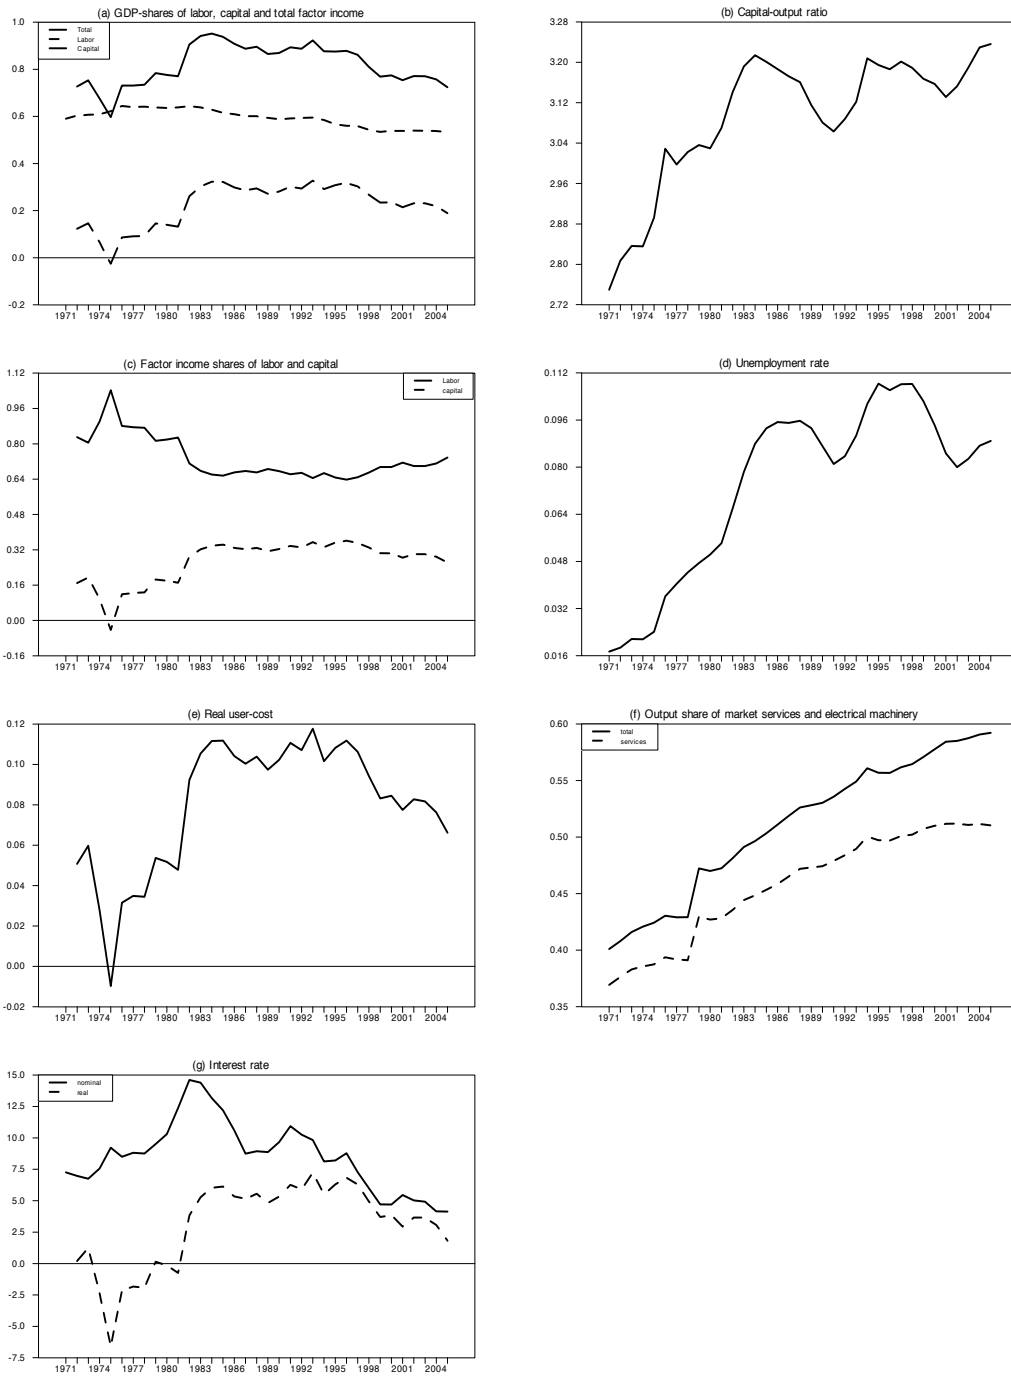 (a) GDP-shares of labor, capital and total factor income
Total
Labor
Capital
1.0
0.8
0.6
0.4
0.2
0.0
-0.2
1971 1974 1977 1980 1983 1986 1989 1992 1995 1998 2001 2004
(b) Capital-output ratio
3.28
3.20
3.12
3.04
2.96
2.88
2.80
2.72
1971 1974 1977 1980 1983 1986 1989 1992 1995 1998 2001 2004
(c) Factor income shares of labor and capital
Labor
capital
1.12
0.96
0.80
0.64
0.48
0.32
0.16
0.00
-0.16
1971 1974 1977 1980 1983 1986 1989 1992 1995 1998 2001 2004
(d) Unemployment rate
0.112
0.096
0.080
0.064
0.048
0.032
0.016
1971 1974 1977 1980 1983 1986 1989 1992 1995 1998 2001 2004
(e) Real user-cost
0.12
0.10
0.08
0.06
0.04
0.02
0.00
-0.02
1971 1974 1977 1980 1983 1986 1989 1992 1995 1998 2001 2004
(f) Output share of market services and electrical machinery
total
services
0.60
0.55
0.50
0.45
0.40
0.35
1971 1974 1977 1980 1983 1986 1989 1992 1995 1998 2001 2004
(g) Interest rate
nominal
real
15.0
12.5
10.0
7.5
5.0
2.5
0.0
-2.5
-5.0
-7.5
1971 1974 1977 1980 1983 1986 1989 1992 1995 1998 2001 2004